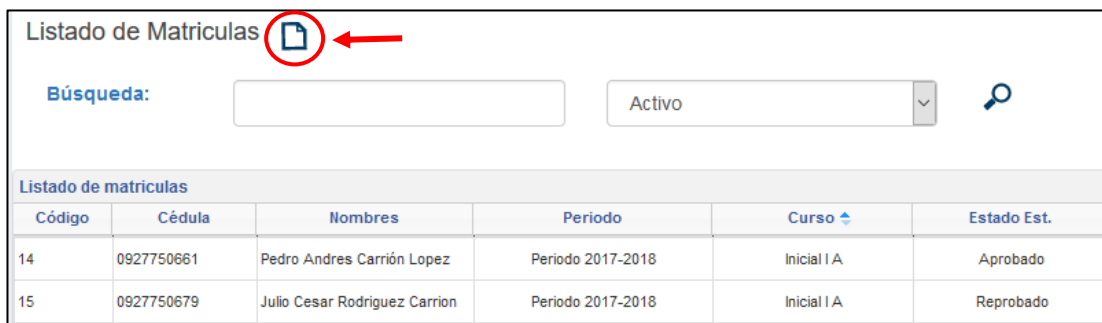 Listado de Matriculas
Búsqueda: Activo
Listado de matriculas
Código Cédula Nombres Periodo Curso Estado Est.
14 0927750661 Pedro Andres Carrión Lopez Periodo 2017-2018 Inicial I A Aprobado
15 0927750679 Julio Cesar Rodriguez Carrion Periodo 2017-2018 Inicial I A Reprobado